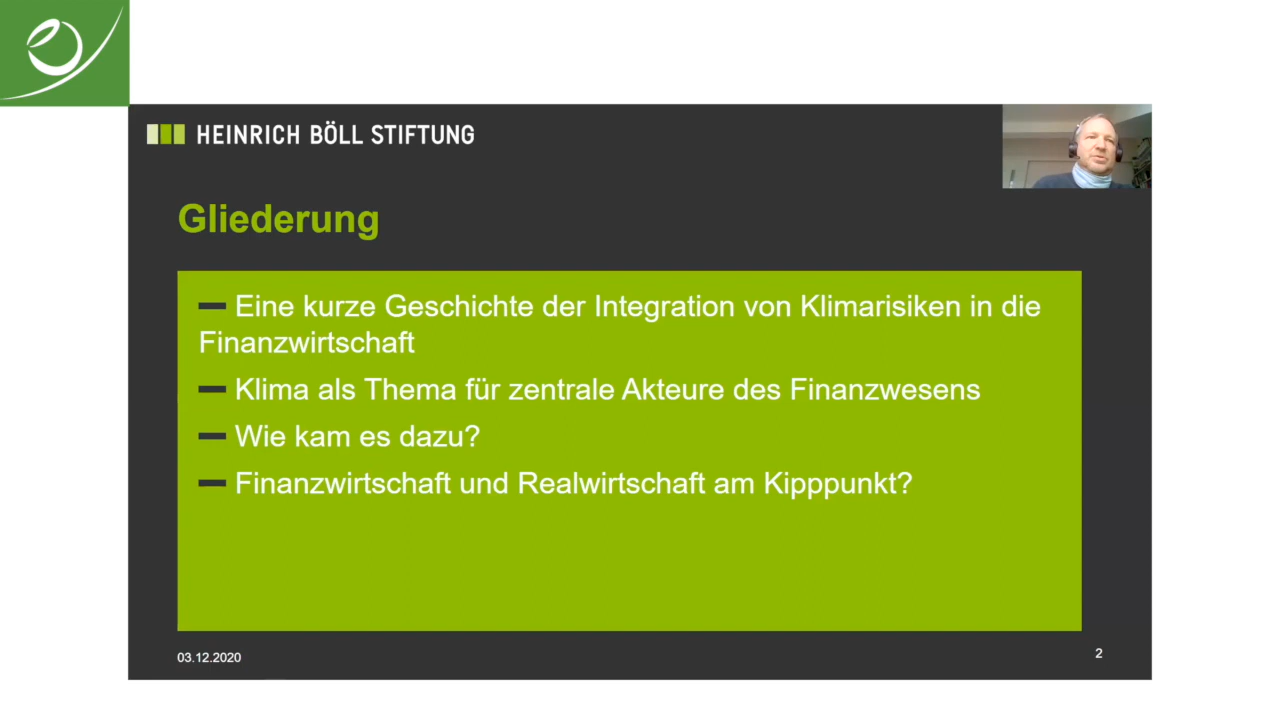 HEINRICH BÖLL STIFTUNG
Gliederung
— Eine kurze Geschichte der Integration von Klimarisiken in die
Finanzwirtschaft
— Klima als Thema für zentrale Akteure des Finanzwesens
— Wie kam es dazu?
— Finanzwirtschaft und Realwirtschaft am Kipppunkt?
03.12.2020
2